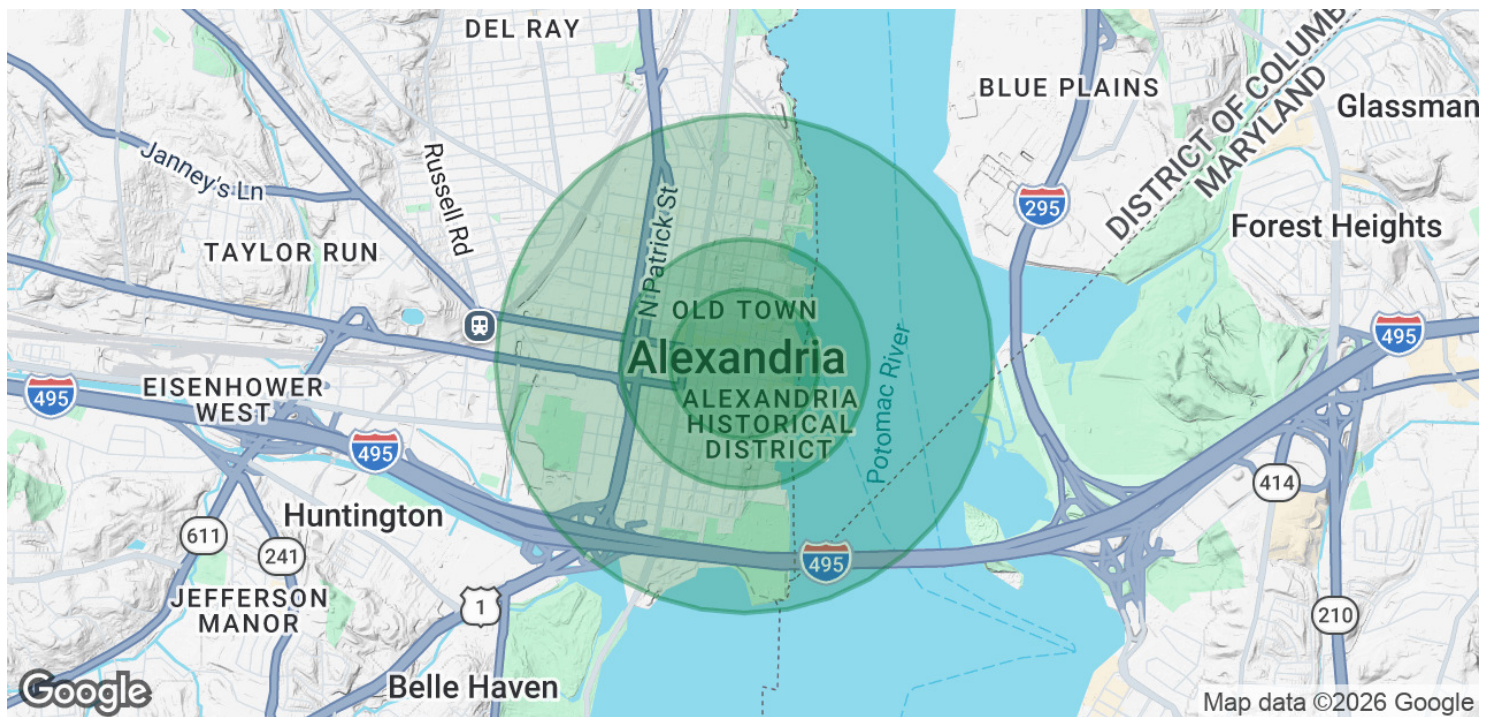 DEL RAY
BLUE PLAINS
DISTRICT OF COLUMB
MARYLAND
Glassman
Janney's Ln
Russell Rd
N Patrick St
295
TAYLOR RUN
Forest Heights
OLD TOWN
Alexandria
ALEXANDRIA
HISTORICAL
DISTRICT
Potomac River
495
495
EISENHOWER
WEST
495
414
Huntington
611
241
495
JEFFERSON
MANOR
1
210
Belle Haven
Google
Map data ©2026 Google